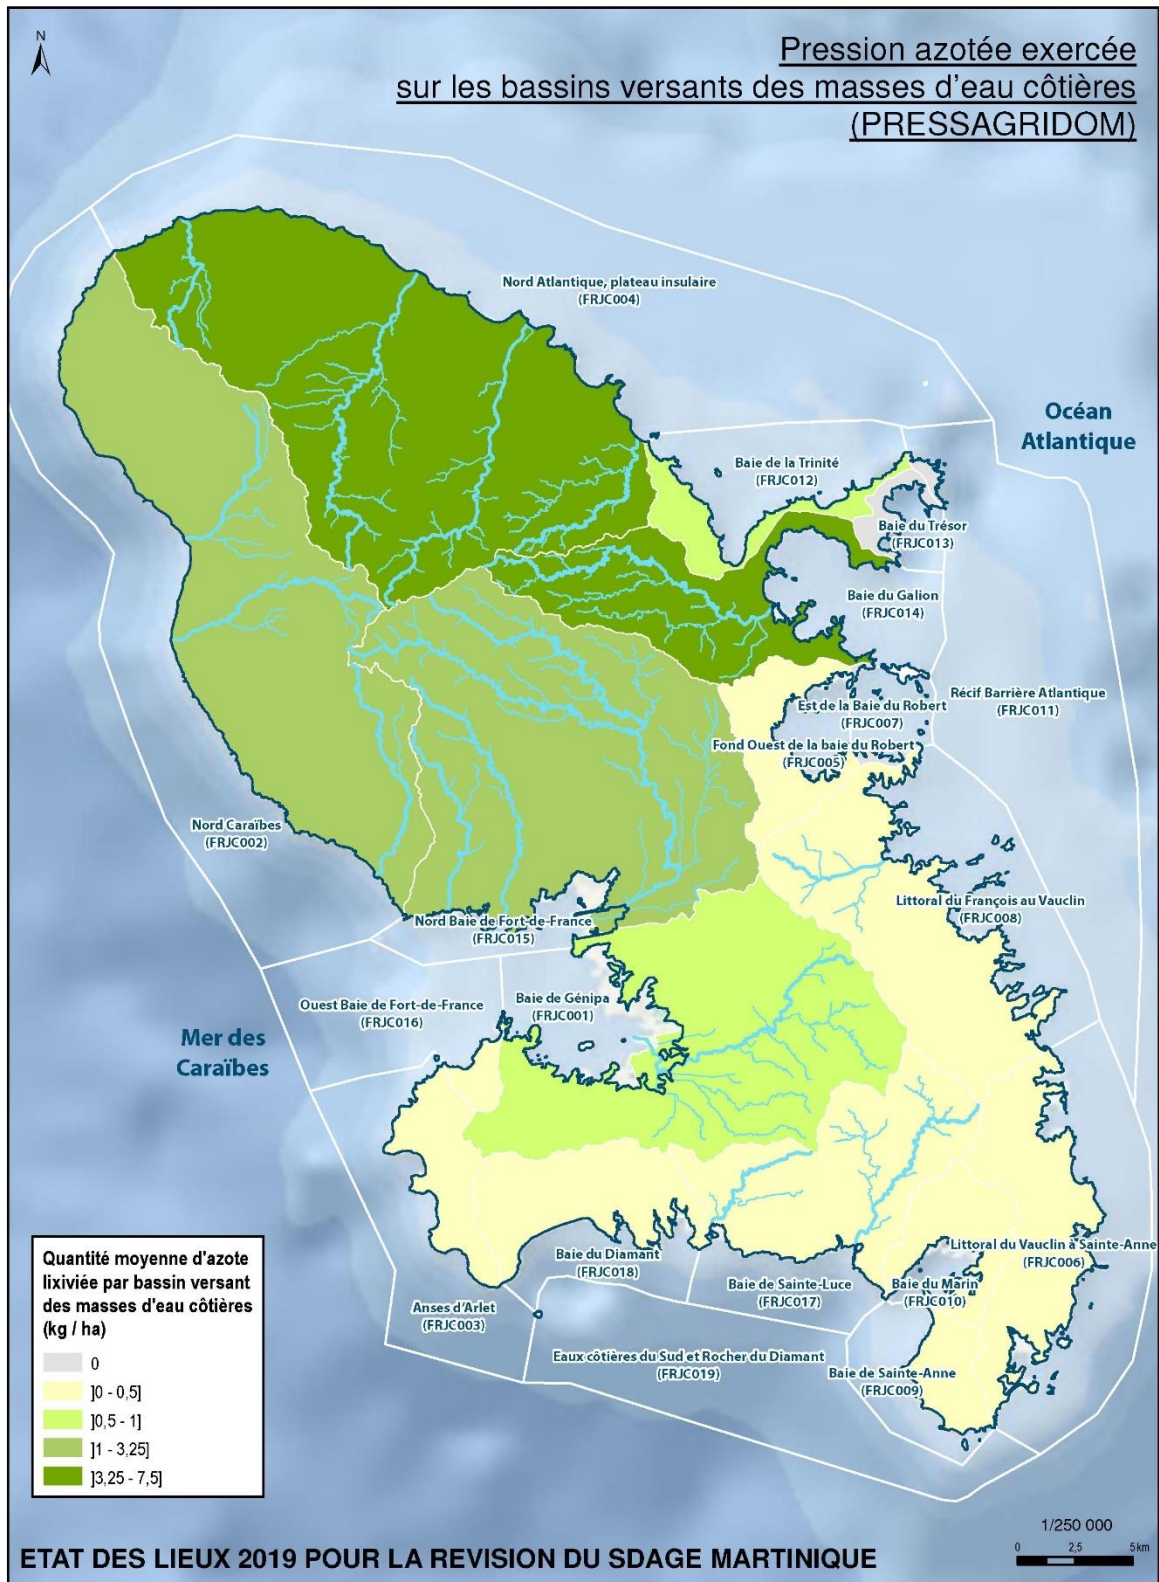 N
Pression azotée exercée
sur les bassins versants des masses d'eau côtières
(PRESSAGRIDOM)
Nord Atlantique, plateau insulaire
(FRJC004)
Océan
Atlantique
Baie de la Trinité
(FRJC012)
Baie du Trésor
(FRJC013)
Baie du Galion
(FRJC014)
Récif Barrière Atlantique
(FRJC011)
Est de la Baie du Robert
(FRJC007)
Fond Ouest de la baie du Robert
(FRJC005)
Nord Caraïbes
(FRJC002)
Littoral du François au Vauclin
(FRJC008)
Nord Baie de Fort-de-France
(FRJC015)
Ouest Baie de Fort-de-France
(FRJC016)
Baie de Génipa
(FRJC001)
Mer des
Caraïbes
Littoral du Vauclin à Sainte-Anne
(FRJC006)
Baie du Diamant
(FRJC018)
Baie de Sainte-Luce
(FRJC017)
Baie du Marin
(FRJC010)
Anses d'Arlet
(FRJC003)
Eaux côtières du Sud et Rocher du Diamant
(FRJC019)
Baie de Sainte-Anne
(FRJC009)
Quantité moyenne d'azote
lixiviée par bassin versant
des masses d'eau côtières
(kg / ha)
0
]0 - 0,5]
]0,5 - 1]
]1 - 3,25]
]3,25 - 7,5]
1/250 000
0 2,5 5 km
ETAT DES LIEUX 2019 POUR LA REVISION DU SDAGE MARTINIQUE